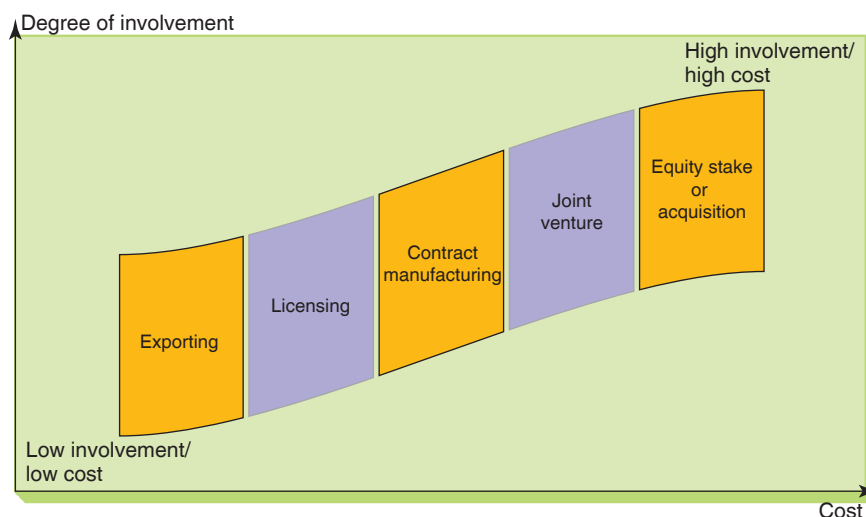 Degree of involvement
High involvement/
high cost
Equity stake
or
acquisition
Joint
venture
Contract
manufacturing
Licensing
Exporting
Low involvement/
low cost
Cost